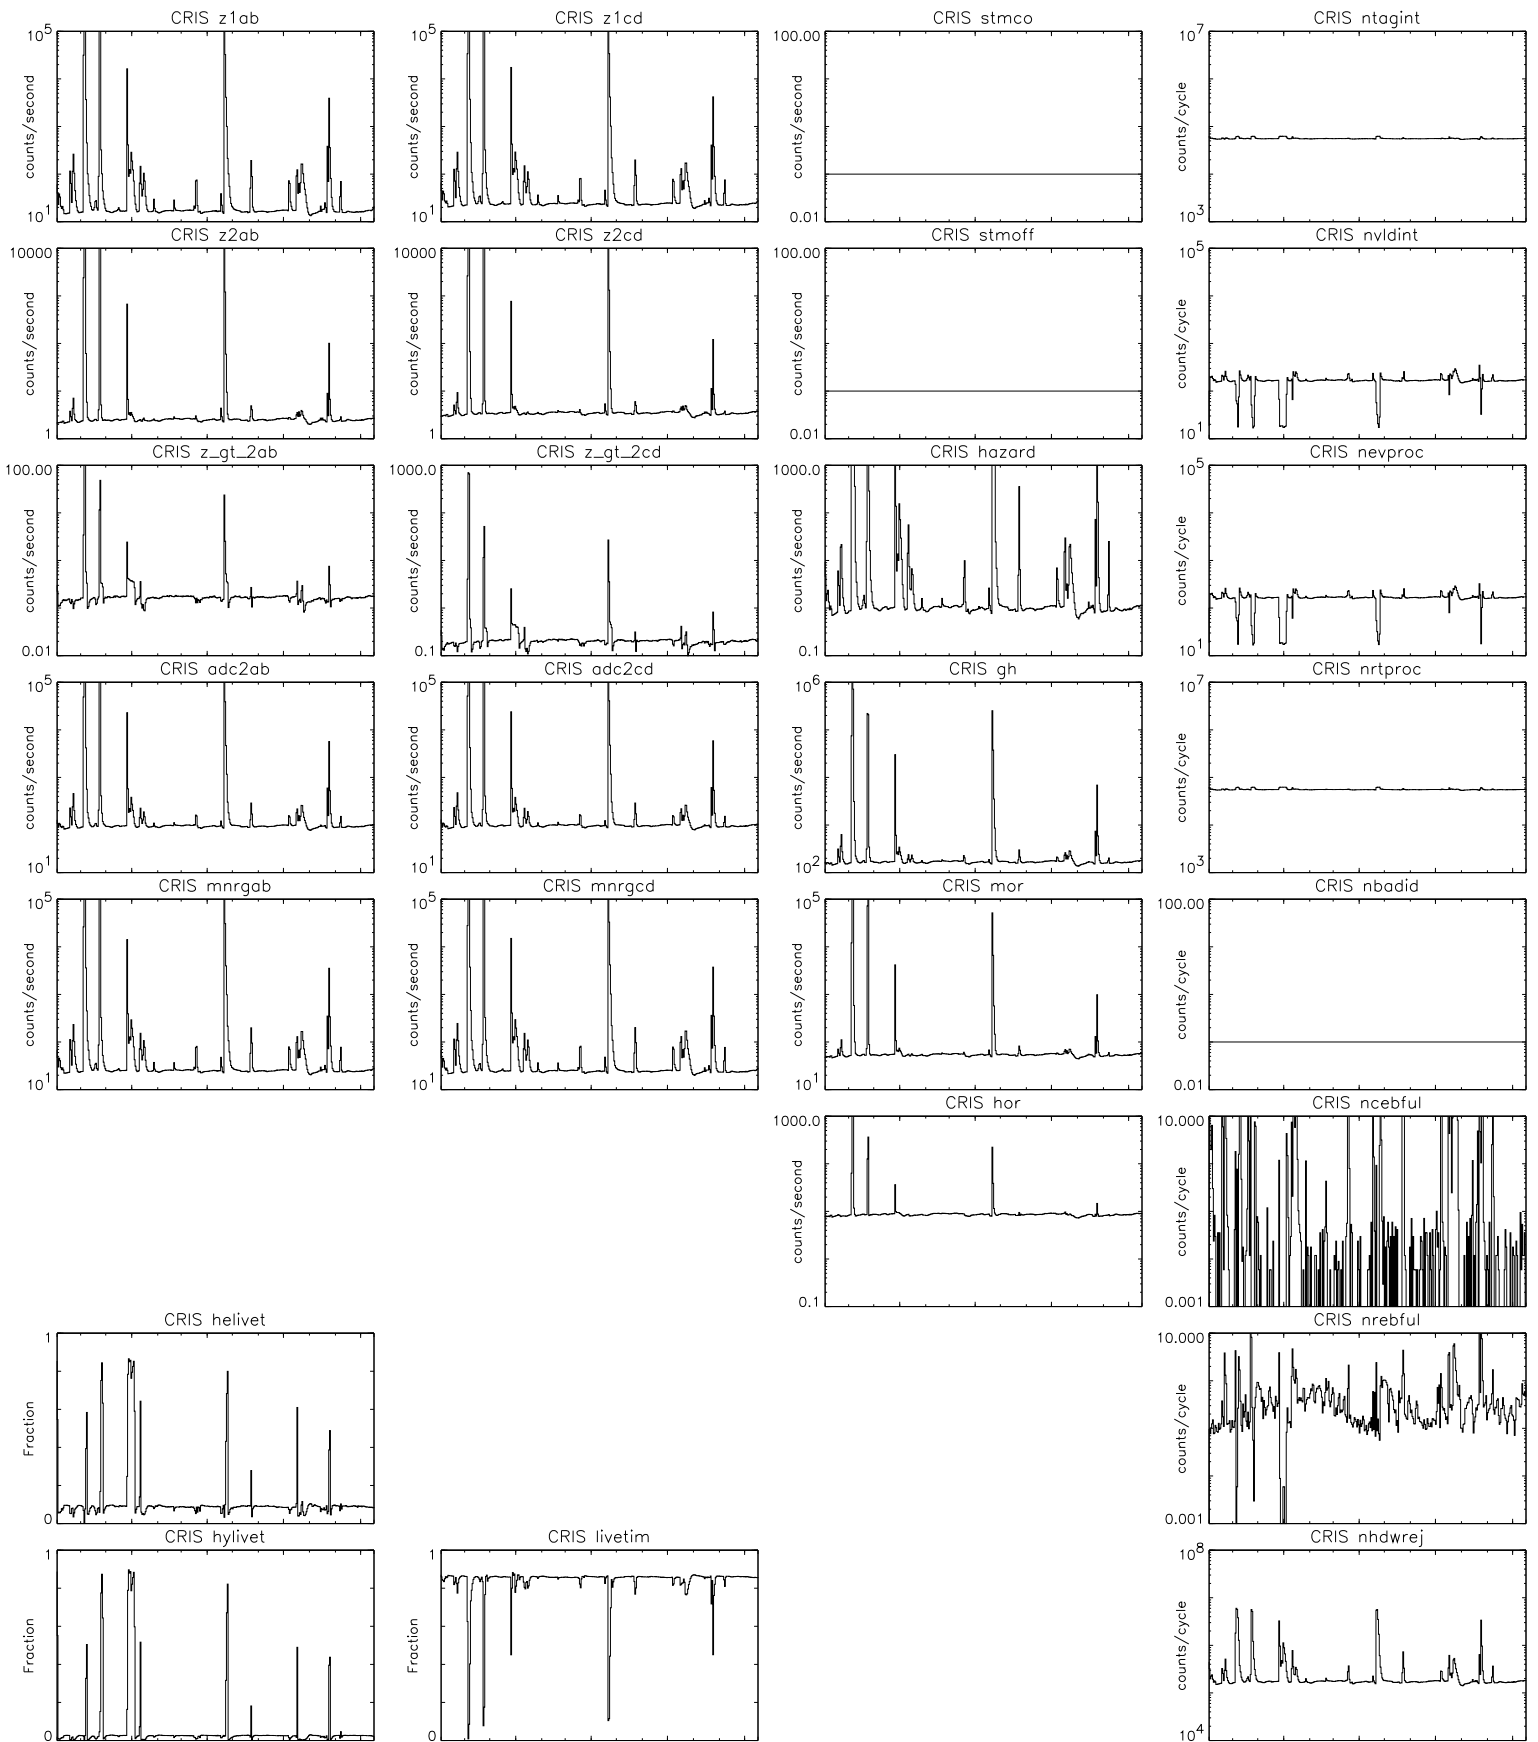 CRIS z1ab CRIS z1cd CRIS stmco CRIS ntagint
10^5 10^5 100.00 10^7
counts/second counts/second counts/second counts/cycle
10^1 10^1 0.01 10^3
CRIS z2ab CRIS z2cd CRIS stmoff CRIS nvldint
10000 10000 100.00 10^5
counts/second counts/second counts/second counts/cycle
1 1 0.01 10^1
CRIS z_gt_2ab CRIS z_gt_2cd CRIS hazard CRIS nevproc
100.00 1000.0 1000.0 10^5
counts/second counts/second counts/second counts/cycle
0.01 0.1 0.1 10^1
CRIS adc2ab CRIS adc2cd CRIS gh CRIS nrtproc
10^5 10^5 10^6 10^7
counts/second counts/second counts/second counts/cycle
10^1 10^1 10^2 10^3
CRIS mnrgab CRIS mnrgcd CRIS mor CRIS nbadid
10^5 10^5 10^5 100.00
counts/second counts/second counts/second counts/cycle
10^1 10^1 10^1 0.01
CRIS hor CRIS ncebful
1000.0 10.000
counts/second counts/cycle
0.1 0.001
CRIS helivet CRIS nrebful
1 10.000
Fraction counts/cycle
0 0.001
CRIS hylivet CRIS livetim CRIS nhdwrej
1 1 10^8
Fraction Fraction counts/cycle
0 0 10^4